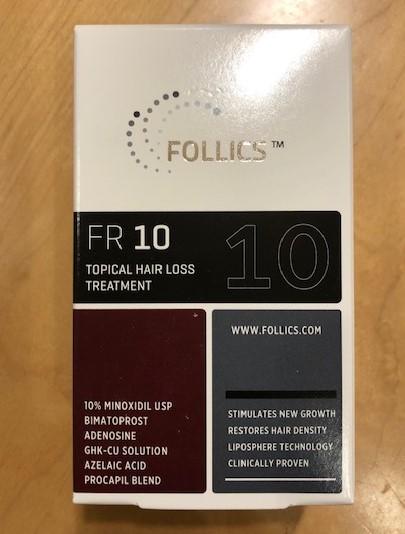 FOLLICS™
FR 10
10
TOPICAL HAIR LOSS
TREATMENT
WWW.FOLLICS.COM
10% MINOXIDIL USP
BIMATOPROST
ADENOSINE
GHK-CU SOLUTION
AZELAIC ACID
PROCAPIL BLEND
STIMULATES NEW GROWTH
RESTORES HAIR DENSITY
LIPOSPHERE TECHNOLOGY
CLINICALLY PROVEN